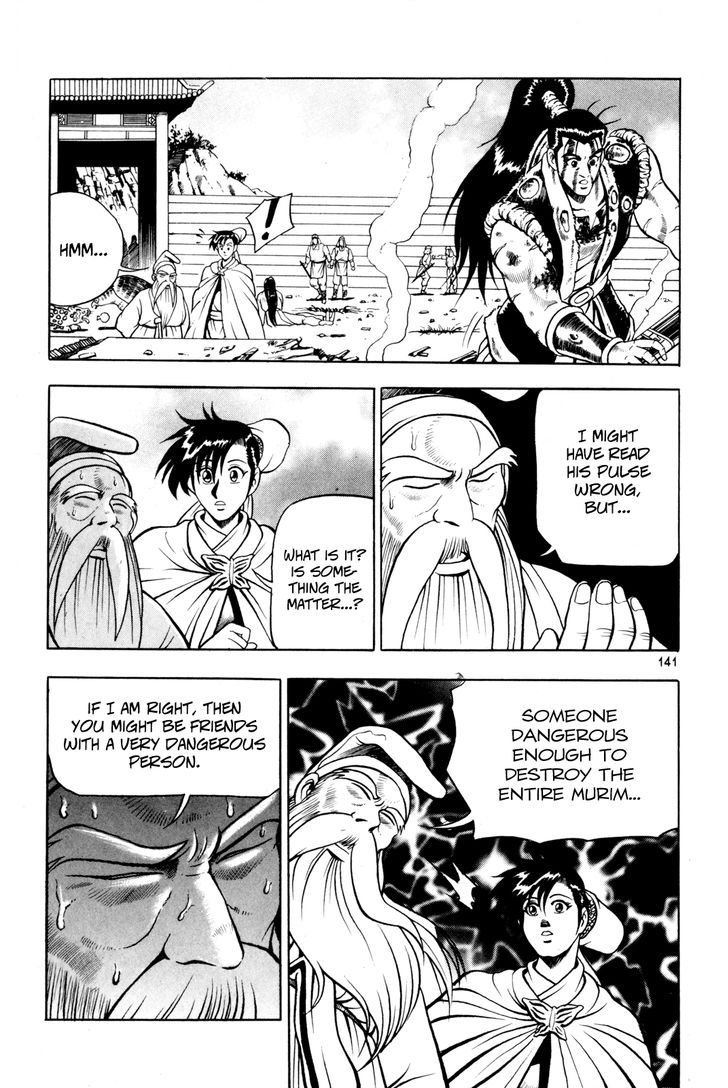 HMM...
!
WHAT IS IT?
IS SOME-
THING THE
MATTER...?
I MIGHT
HAVE READ
HIS PULSE
WRONG,
BUT...
141
IF I AM RIGHT, THEN
YOU MIGHT BE FRIENDS
WITH A VERY DANGEROUS
PERSON.
SOMEONE
DANGEROUS
ENOUGH TO
DESTROY THE
ENTIRE MURIM...